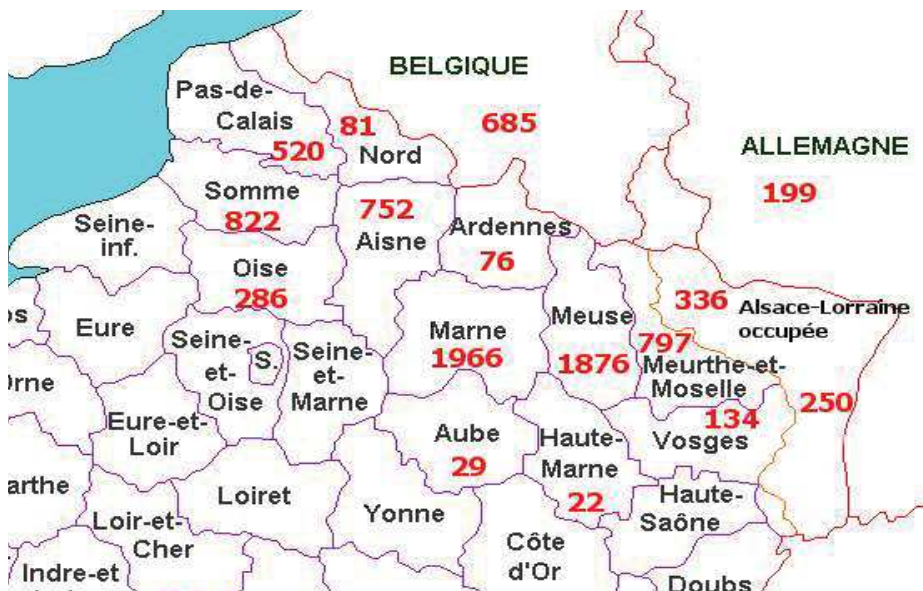 BELGIQUE
Pas-de-
Calais
81
685
520
Nord
ALLEMAGNE
Somme
199
822
752
Seine-
inf.
Ardennes
Aisne
Oise
76
286
336
Alsace-Lorraine
occupée
os
Eure
Marne
Meuse
Seine-
et-
Oise
S.
Seine-
et-
Marne
1966
1876
797
Meurthe-et-
Moselle
Orne
250
Eure-et-
Loir
Aube
Haute-
Marne
134
Vosges
29
arthe
Loiret
22
Haute-
Saône
Yonne
Loir-et-
Cher
Côte
d'Or
Indre-et
Doubs